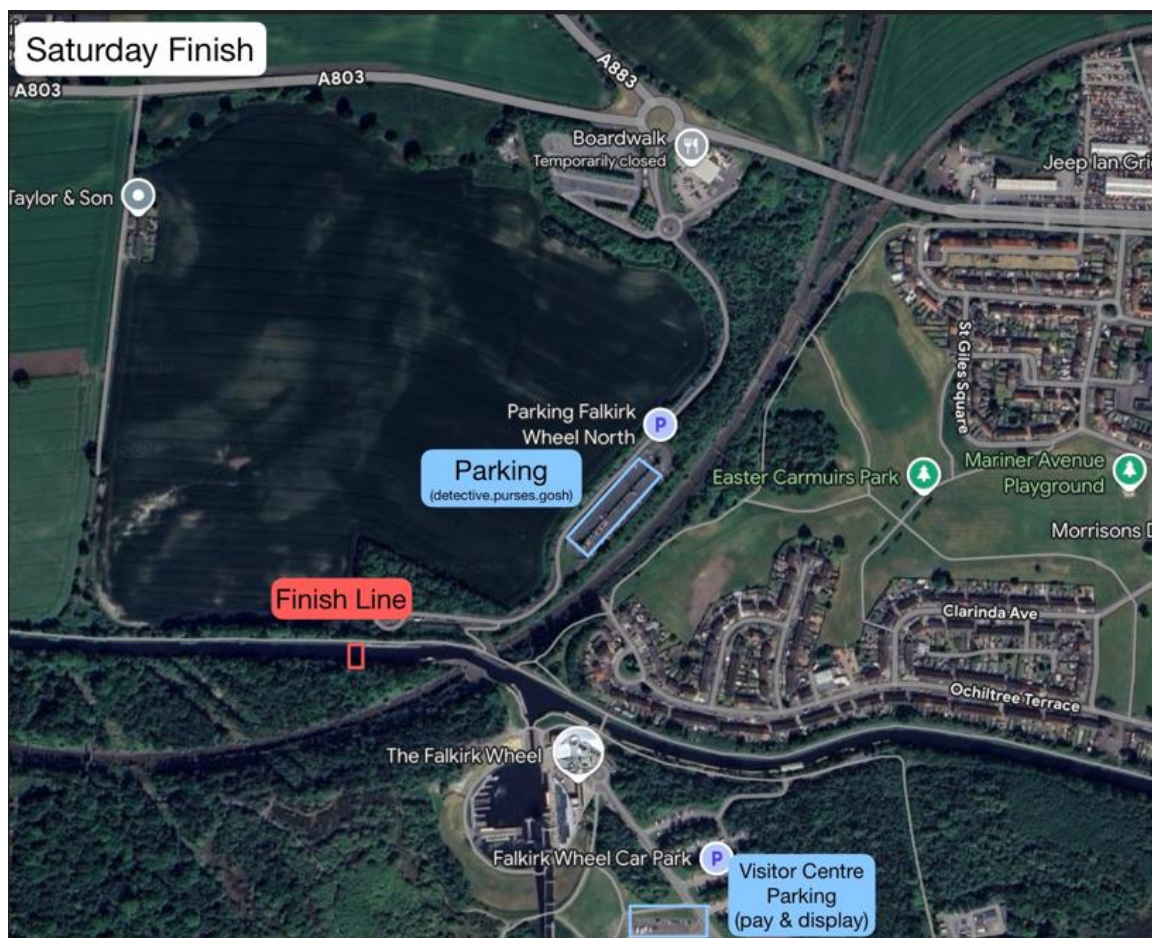 Saturday Finish
A803
A803
A883
Boardwalk
Temporarily closed
Jeep Ian Grie
Taylor & Son
St Giles Square
Parking Falkirk
Wheel North
P
Parking
(detective.purses.gosh)
Easter Carmuirs Park
Mariner Avenue
Playground
Morrisons D
Finish Line
Clarinda Ave
Ochiltree Terrace
The Falkirk Wheel
Falkirk Wheel Car Park
P
Visitor Centre
Parking
(pay & display)